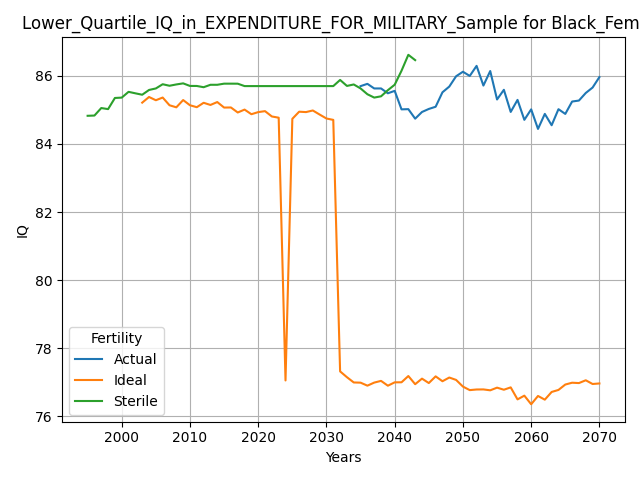 Lower_Quartile_IQ_in_EXPENDITURE_FOR_MILITARY_Sample for Black_Fem
IQ
86
84
82
80
78
76
Fertility
Actual
Ideal
Sterile
2000 2010 2020 2030 2040 2050 2060 2070
Years